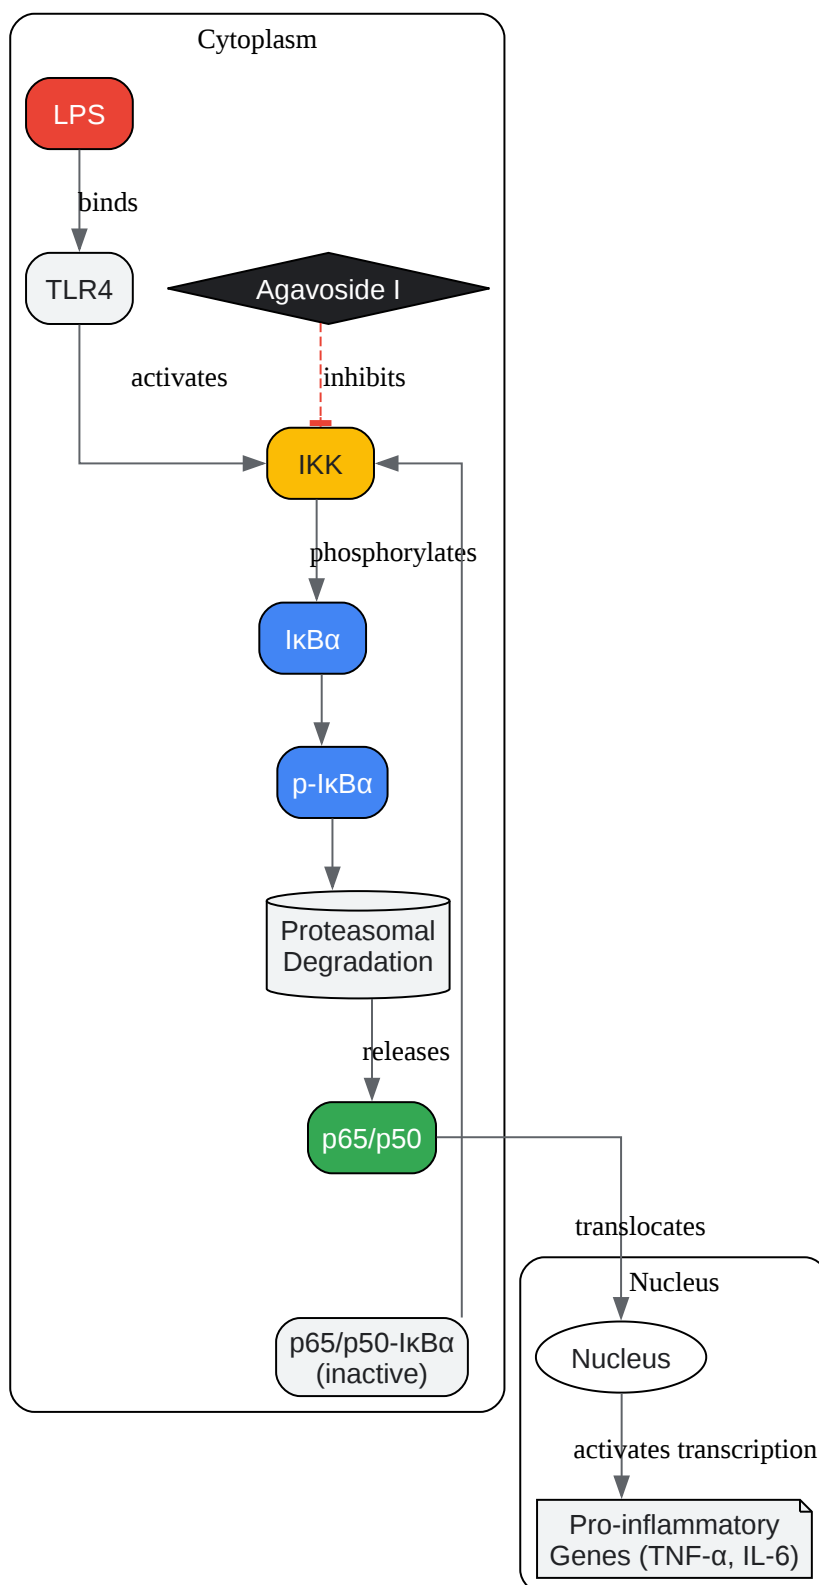 Cytoplasm
LPS
binds
TLR4
Agavoside I
activates
inhibits
IKK
phosphorylates
IκBα
p-IκBα
Proteasomal
Degradation
releases
p65/p50
translocates
Nucleus
p65/p50-IκBα
(inactive)
Nucleus
activates transcription
Pro-inflammatory
Genes (TNF-α, IL-6)